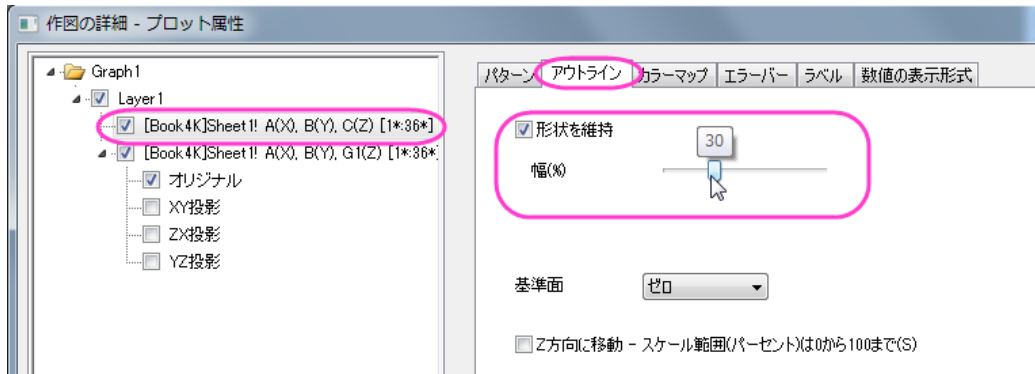 作図の詳細 - プロット属性
Graph1
Layer1
[Book4K]Sheet1! A(X), B(Y), C(Z) [1*:36*]
[Book4K]Sheet1! A(X), B(Y), G1(Z) [1*:36*]
オリジナル
XY投影
ZX投影
YZ投影
パターン アウトライン カラーマップ エラーバー ラベル 数値の表示形式
形状を維持
30
幅(%)
基準面 ゼロ
Z方向に移動 - スケール範囲(パーセント)は0から100まで(S)